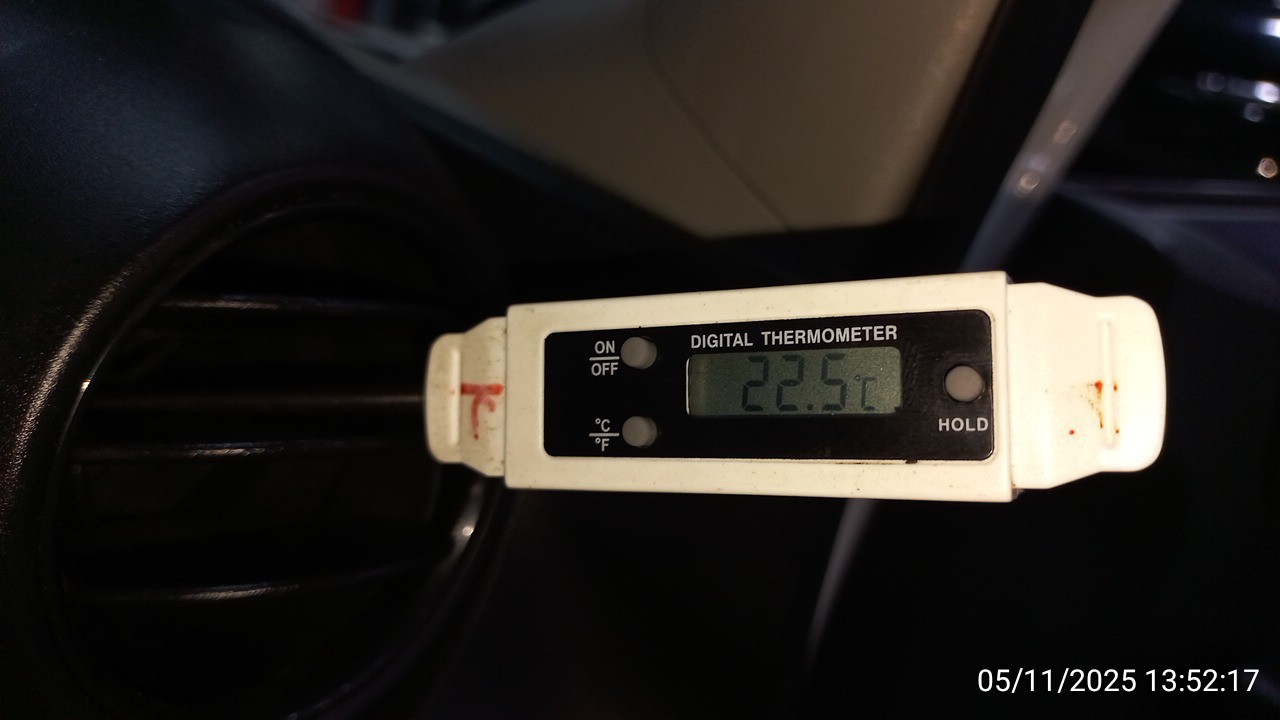 DIGITAL THERMOMETER
ON
OFF
22.5°C
°C
°F
HOLD
05/11/2025 13:52:17